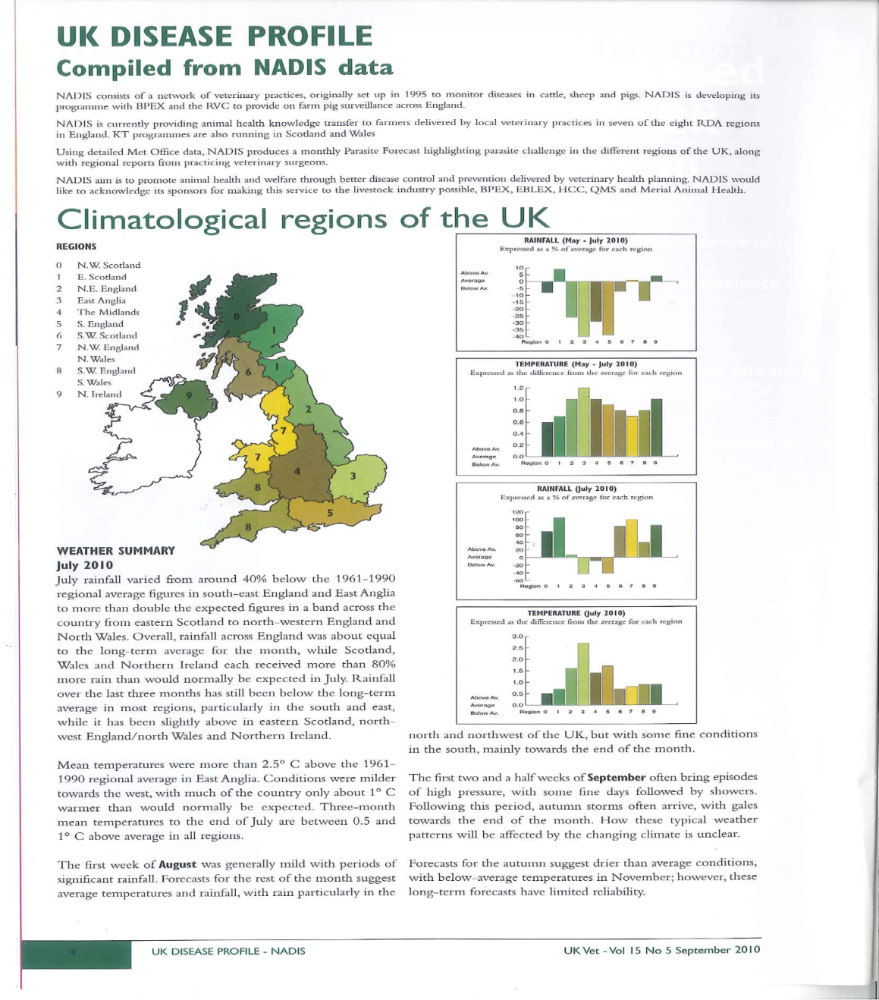 UK DISEASE PROFILE
Compiled from NADIS data
NADIS consists of a network of veterinary practices, originally set up in 1995 to monitor diseases in cattle, sheep and pigs. NADIS is developing its
programme with BPEX and the RVC to provide on farm pig surveillance across England.
NADIS is currently providing animal health knowledge transfer to farmers delivered by local veterinary practices in seven of the eight RDA regions
in England. KT programmes are also running in Scotland and Wales
Using detailed Met Office data, NADIS produces a monthly Parasite Forecast highlighting parasite challenge in the different regions of the UK, along
with regional reports from practicing veterinary surgeons.
NADIS aim is to promote animal health and welfare through better disease control and prevention delivered by veterinary health planning. NADIS would
like to acknowledge its sponsors for making this service to the livestock industry possible, BPEX, EBLEX, HCC, QMS and Merial Animal Health.
Climatological regions of the UK
REGIONS
0 N.W. Scotland
1 E. Scotland
2 N.E. England
3 East Anglia
4 The Midlands
5 S. England
6 S.W. Scotland
7 N.W. England
N. Wales
8 S.W. England
S. Wales
9 N. Ireland
0
1
6
1
9
2
7
7
4
3
8
5
8
RAINFALL (May - July 2010)
Expressed as a % of average for each region
10
Above Av. 5
Average 0
Below Av. -5
-10
-15
-20
-25
-30
-35
-40
Region 0 1 2 3 4 5 6 7 8 9
TEMPERATURE (May - July 2010)
Expressed as the difference from the average for each region
1.2
1.0
0.8
0.6
0.4
0.2
Above Av.
Average 0.0
Below Av. Region 0 1 2 3 4 5 6 7 8 9
RAINFALL (July 2010)
Expressed as a % of average for each region
120
100
80
60
40
Above Av. 20
Average 0
Below Av. -20
-40
-60
Region 0 1 2 3 4 5 6 7 8 9
TEMPERATURE (July 2010)
Expressed as the difference from the average for each region
3.0
2.5
2.0
1.5
1.0
0.5
Above Av.
Average 0.0
Below Av. Region 0 1 2 3 4 5 6 7 8 9
WEATHER SUMMARY
July 2010
July rainfall varied from around 40% below the 1961-1990
regional average figures in south-east England and East Anglia
to more than double the expected figures in a band across the
country from eastern Scotland to north-western England and
North Wales. Overall, rainfall across England was about equal
to the long-term average for the month, while Scotland,
Wales and Northern Ireland each received more than 80%
more rain than would normally be expected in July. Rainfall
over the last three months has still been below the long-term
average in most regions, particularly in the south and east,
while it has been slightly above in eastern Scotland, north-
west England/north Wales and Northern Ireland.
Mean temperatures were more than 2.5° C above the 1961-
1990 regional average in East Anglia. Conditions were milder
towards the west, with much of the country only about 1° C
warmer than would normally be expected. Three-month
mean temperatures to the end of July are between 0.5 and
1° C above average in all regions.
The first week of August was generally mild with periods of
significant rainfall. Forecasts for the rest of the month suggest
average temperatures and rainfall, with rain particularly in the
north and northwest of the UK, but with some fine conditions
in the south, mainly towards the end of the month.
The first two and a half weeks of September often bring episodes
of high pressure, with some fine days followed by showers.
Following this period, autumn storms often arrive, with gales
towards the end of the month. How these typical weather
patterns will be affected by the changing climate is unclear.
Forecasts for the autumn suggest drier than average conditions,
with below-average temperatures in November; however, these
long-term forecasts have limited reliability.
4 UK DISEASE PROFILE - NADIS UK Vet - Vol 15 No 5 September 2010